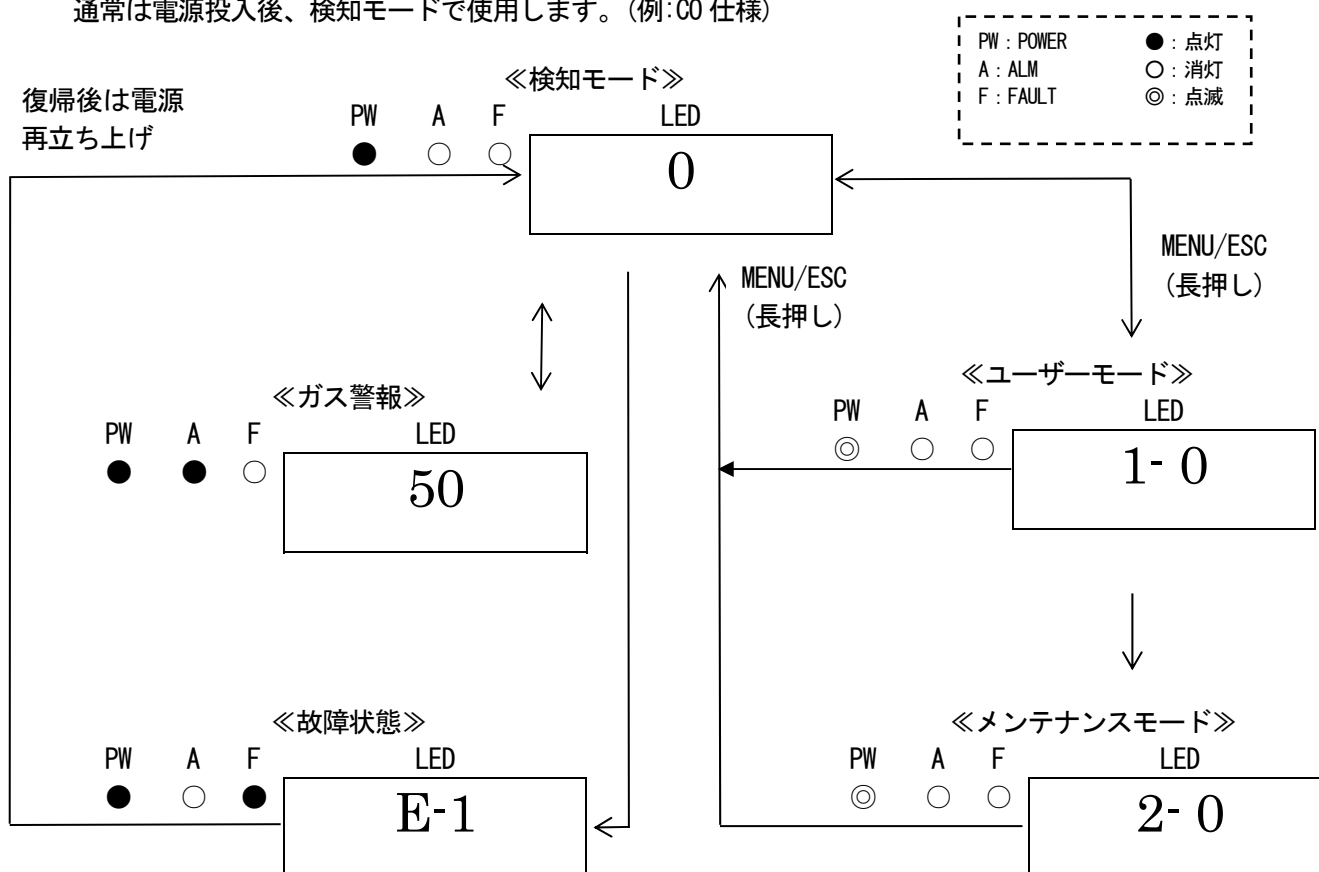 通常は電源投入後、検知モードで使用します。(例:CO 仕様)
PW:POWER ●:点灯
A:ALM ○:消灯
F:FAULT ◎:点滅
復帰後は電源
再立ち上げ
≪検知モード≫
PW A F LED
● ○ ○
0
MENU/ESC
(長押し)
MENU/ESC
(長押し)
≪ガス警報≫
PW A F LED
● ● ○
50
≪ユーザーモード≫
PW A F LED
◎ ○ ○
1- 0
≪故障状態≫
PW A F LED
● ○ ●
E-1
≪メンテナンスモード≫
PW A F LED
◎ ○ ○
2- 0